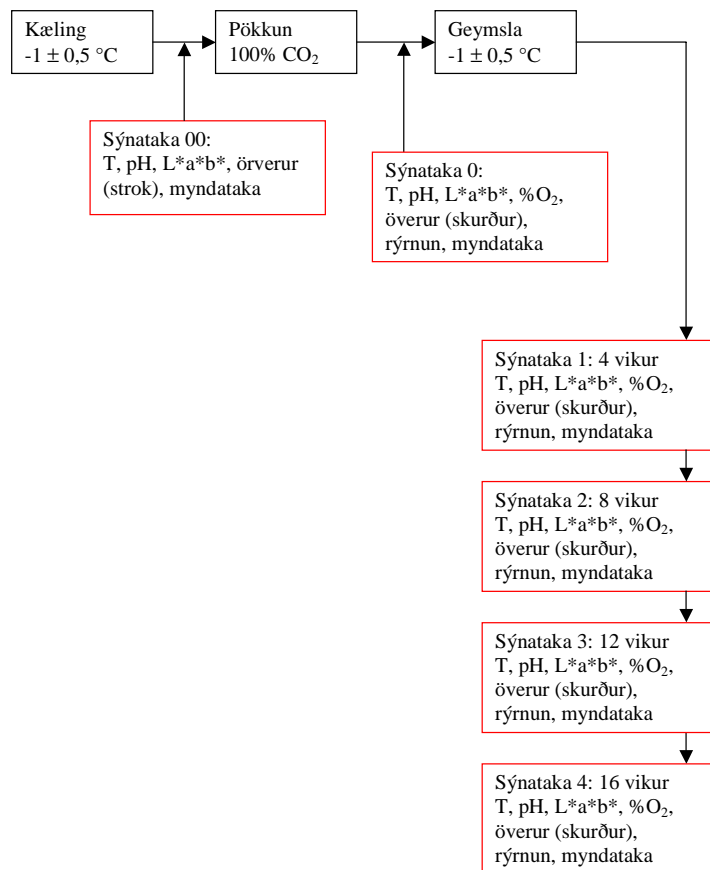 Kæling
-1 ± 0,5 °C
Pökkun
100% CO₂
Geymsla
-1 ± 0,5 °C
Sýnataka 00:
T, pH, L*a*b*, örverur
(strok), myndataka
Sýnataka 0:
T, pH, L*a*b*, %O₂,
överur (skurður),
rýrnun, myndataka
Sýnataka 1: 4 vikur
T, pH, L*a*b*, %O₂,
överur (skurður),
rýrnun, myndataka
Sýnataka 2: 8 vikur
T, pH, L*a*b*, %O₂,
överur (skurður),
rýrnun, myndataka
Sýnataka 3: 12 vikur
T, pH, L*a*b*, %O₂,
överur (skurður),
rýrnun, myndataka
Sýnataka 4: 16 vikur
T, pH, L*a*b*, %O₂,
överur (skurður),
rýrnun, myndataka